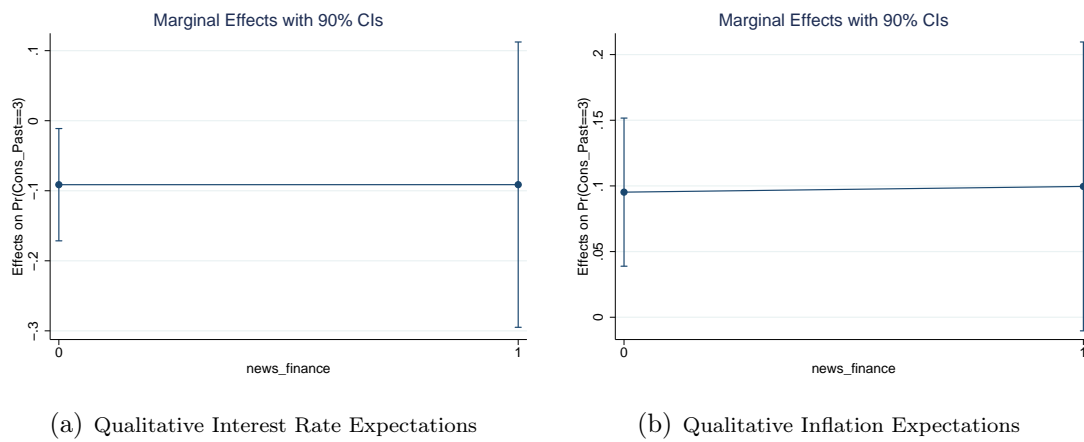 Marginal Effects with 90% CIs
Effects on Pr(Cons_Past==3)
.1
0
-.1
-.2
-.3
0
1
news_finance
(a) Qualitative Interest Rate Expectations
Marginal Effects with 90% CIs
Effects on Pr(Cons_Past==3)
.2
.15
.1
.05
0
0
1
news_finance
(b) Qualitative Inflation Expectations